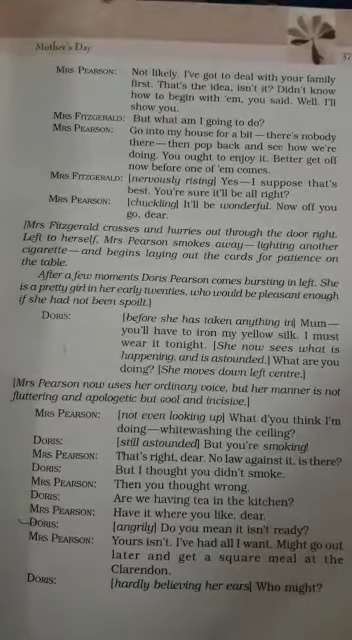 Mother's Day
37
MRS PEARSON: Not likely. I've got to deal with your family
first. That's the idea, isn't it? Didn't know
how to begin with 'em, you said. Well. I'll
show you.
MRS FITZGERALD: But what am I going to do?
MRS PEARSON: Go into my house for a bit—there's nobody
there—then pop back and see how we're
doing. You ought to enjoy it. Better get off
now before one of 'em comes.
MRS FITZGERALD: [nervously rising] Yes—I suppose that's
best. You're sure it'll be all right?
MRS PEARSON: [chuckling] It'll be wonderful. Now off you
go, dear.
[Mrs Fitzgerald crosses and hurries out through the door right.
Left to herself, Mrs Pearson smokes away—lighting another
cigarette—and begins laying out the cards for patience on
the table.
After a few moments Doris Pearson comes bursting in left. She
is a pretty girl in her early twenties, who would be pleasant enough
if she had not been spoilt.]
DORIS: [before she has taken anything in] Mum—
you'll have to iron my yellow silk. I must
wear it tonight. [She now sees what is
happening, and is astounded.] What are you
doing? [She moves down left centre.]
[Mrs Pearson now uses her ordinary voice, but her manner is not
fluttering and apologetic but cool and incisive.]
MRS PEARSON: [not even looking up] What d'you think I'm
doing—whitewashing the ceiling?
DORIS: [still astounded] But you're smoking!
MRS PEARSON: That's right, dear. No law against it, is there?
DORIS: But I thought you didn't smoke.
MRS PEARSON: Then you thought wrong.
DORIS: Are we having tea in the kitchen?
MRS PEARSON: Have it where you like, dear.
DORIS: [angrily] Do you mean it isn't ready?
MRS PEARSON: Yours isn't. I've had all I want. Might go out
later and get a square meal at the
Clarendon.
DORIS: [hardly believing her ears] Who might?